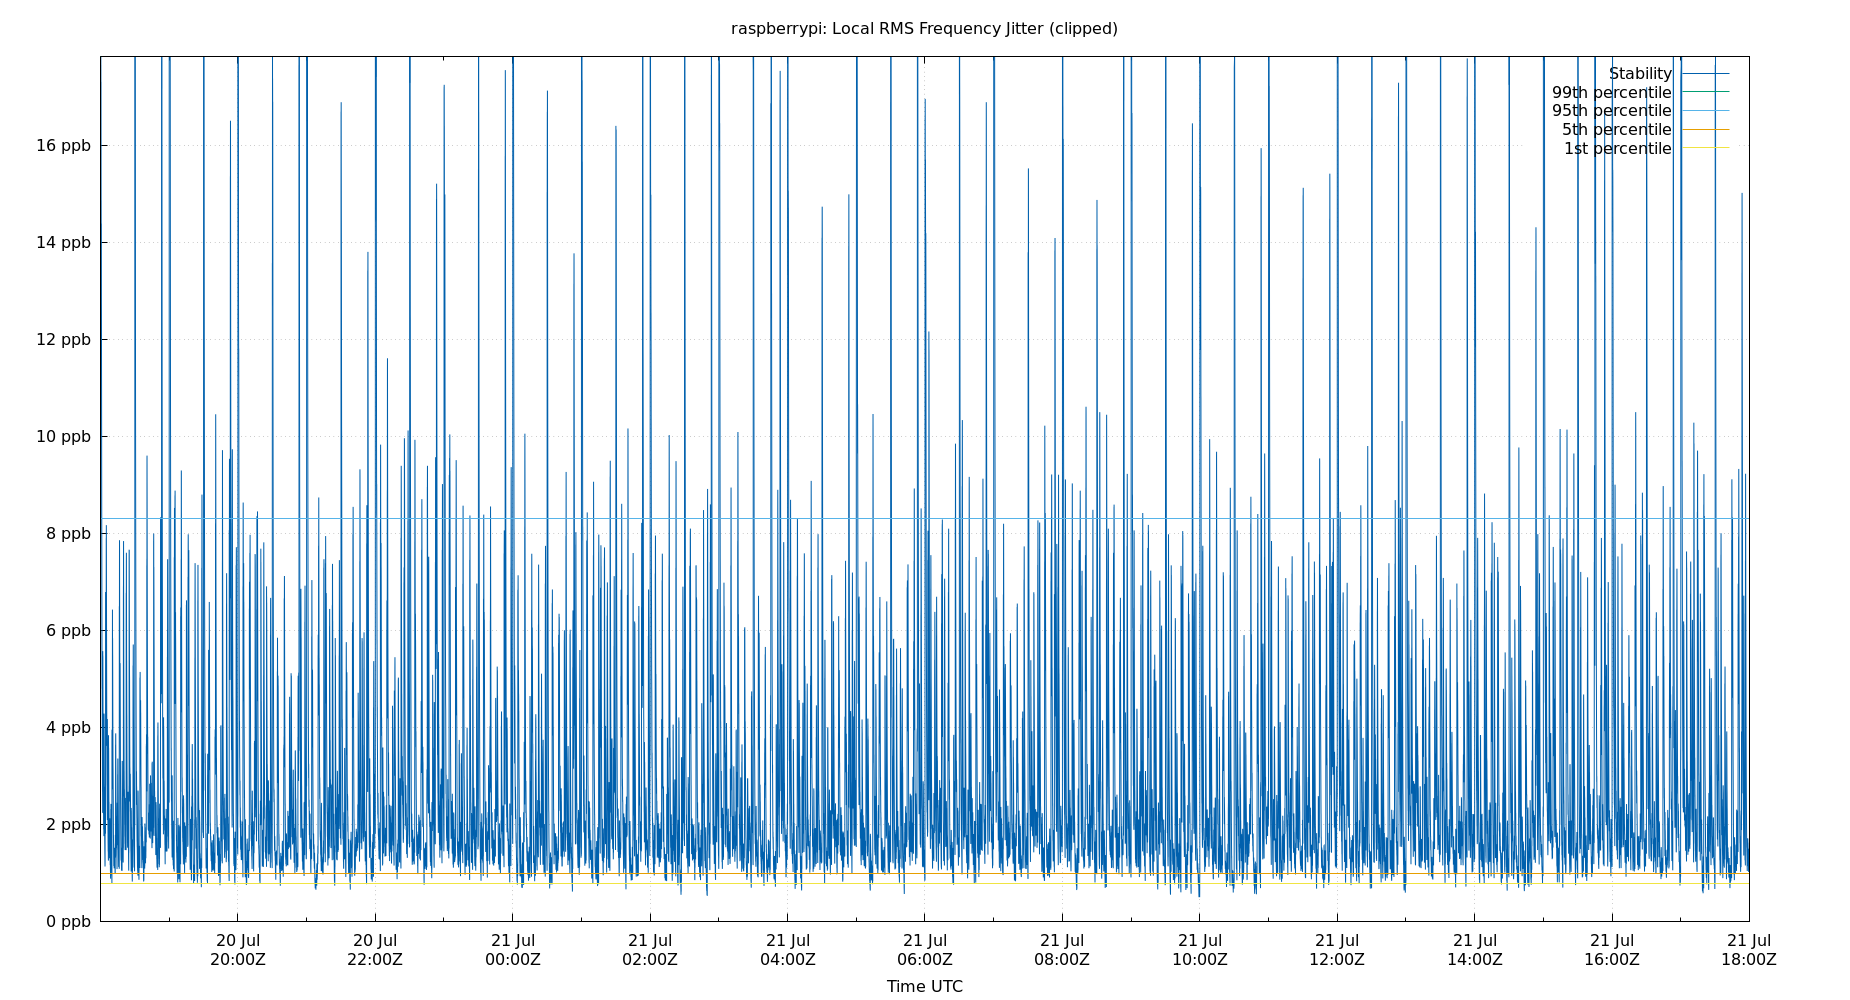 raspberrypi: Local RMS Frequency Jitter (clipped)
Stability
99th percentile
95th percentile
5th percentile
1st percentile
16 ppb
14 ppb
12 ppb
10 ppb
8 ppb
6 ppb
4 ppb
2 ppb
0 ppb
20 Jul 20 Jul 21 Jul 21 Jul 21 Jul 21 Jul 21 Jul 21 Jul 21 Jul 21 Jul 21 Jul 21 Jul
20:00Z 22:00Z 00:00Z 02:00Z 04:00Z 06:00Z 08:00Z 10:00Z 12:00Z 14:00Z 16:00Z 18:00Z
Time UTC